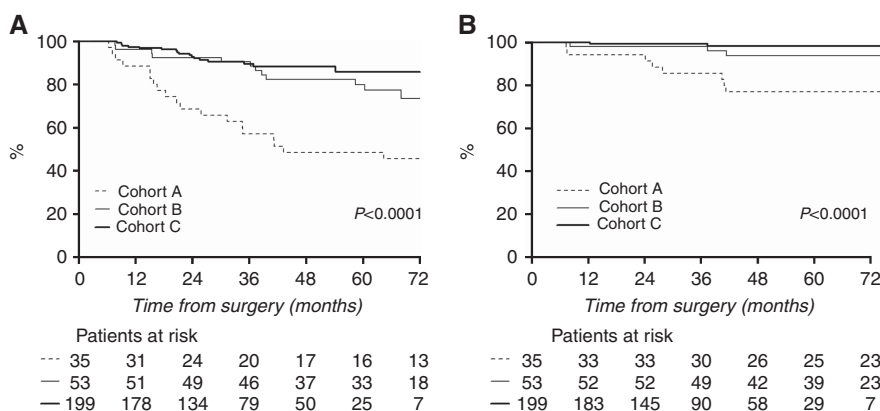 A
100
80
60
40
20
0
%
Cohort A
Cohort B
Cohort C
P<0.0001
0 12 24 36 48 60 72
Time from surgery (months)
Patients at risk
35 31 24 20 17 16 13
53 51 49 46 37 33 18
199 178 134 79 50 25 7
B
100
80
60
40
20
0
%
Cohort A
Cohort B
Cohort C
P<0.0001
0 12 24 36 48 60 72
Time from surgery (months)
Patients at risk
35 33 33 30 26 25 23
53 52 52 49 42 39 23
199 183 145 90 58 29 7